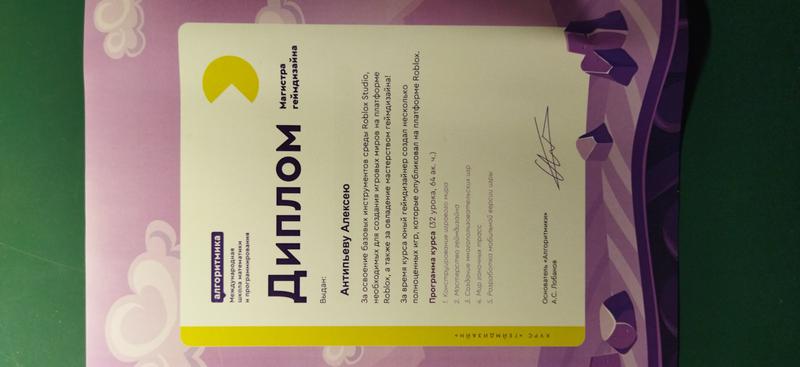 алгоритмика
Международная
школа математики
и программирования
Диплом
Магистра
геймдизайна
Выдан:
Антипьеву Алексею
За освоение базовых инструментов среды Roblox Studio,
необходимых для создания игровых миров на платформе
Roblox, а также за овладение мастерством геймдизайна!
За время курса юный геймдизайнер создал несколько
полноценных игр, которые опубликовал на платформе Roblox.
Программа курса (32 урока, 64 ак. ч.)
1. Конструирование игрового мира
2. Мастерство геймдизайна
3. Создание многопользовательских игр
4. Мир гоночных трасс
5. Разработка мобильной версии игры
Основатель «Алгоритмики»
А.С. Лобанов
КУРС «ГЕЙМДИЗАЙН»